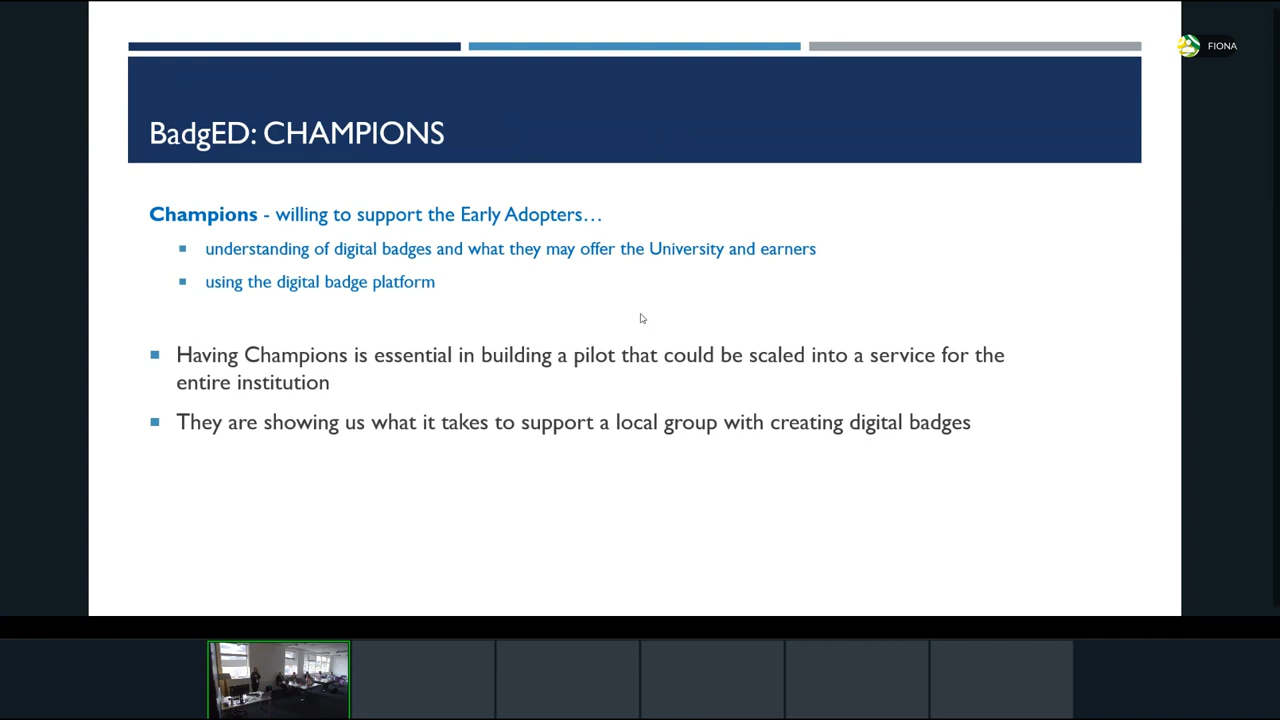 FIONA
BadgED: CHAMPIONS
Champions - willing to support the Early Adopters…
understanding of digital badges and what they may offer the University and earners
using the digital badge platform
Having Champions is essential in building a pilot that could be scaled into a service for the
entire institution
They are showing us what it takes to support a local group with creating digital badges